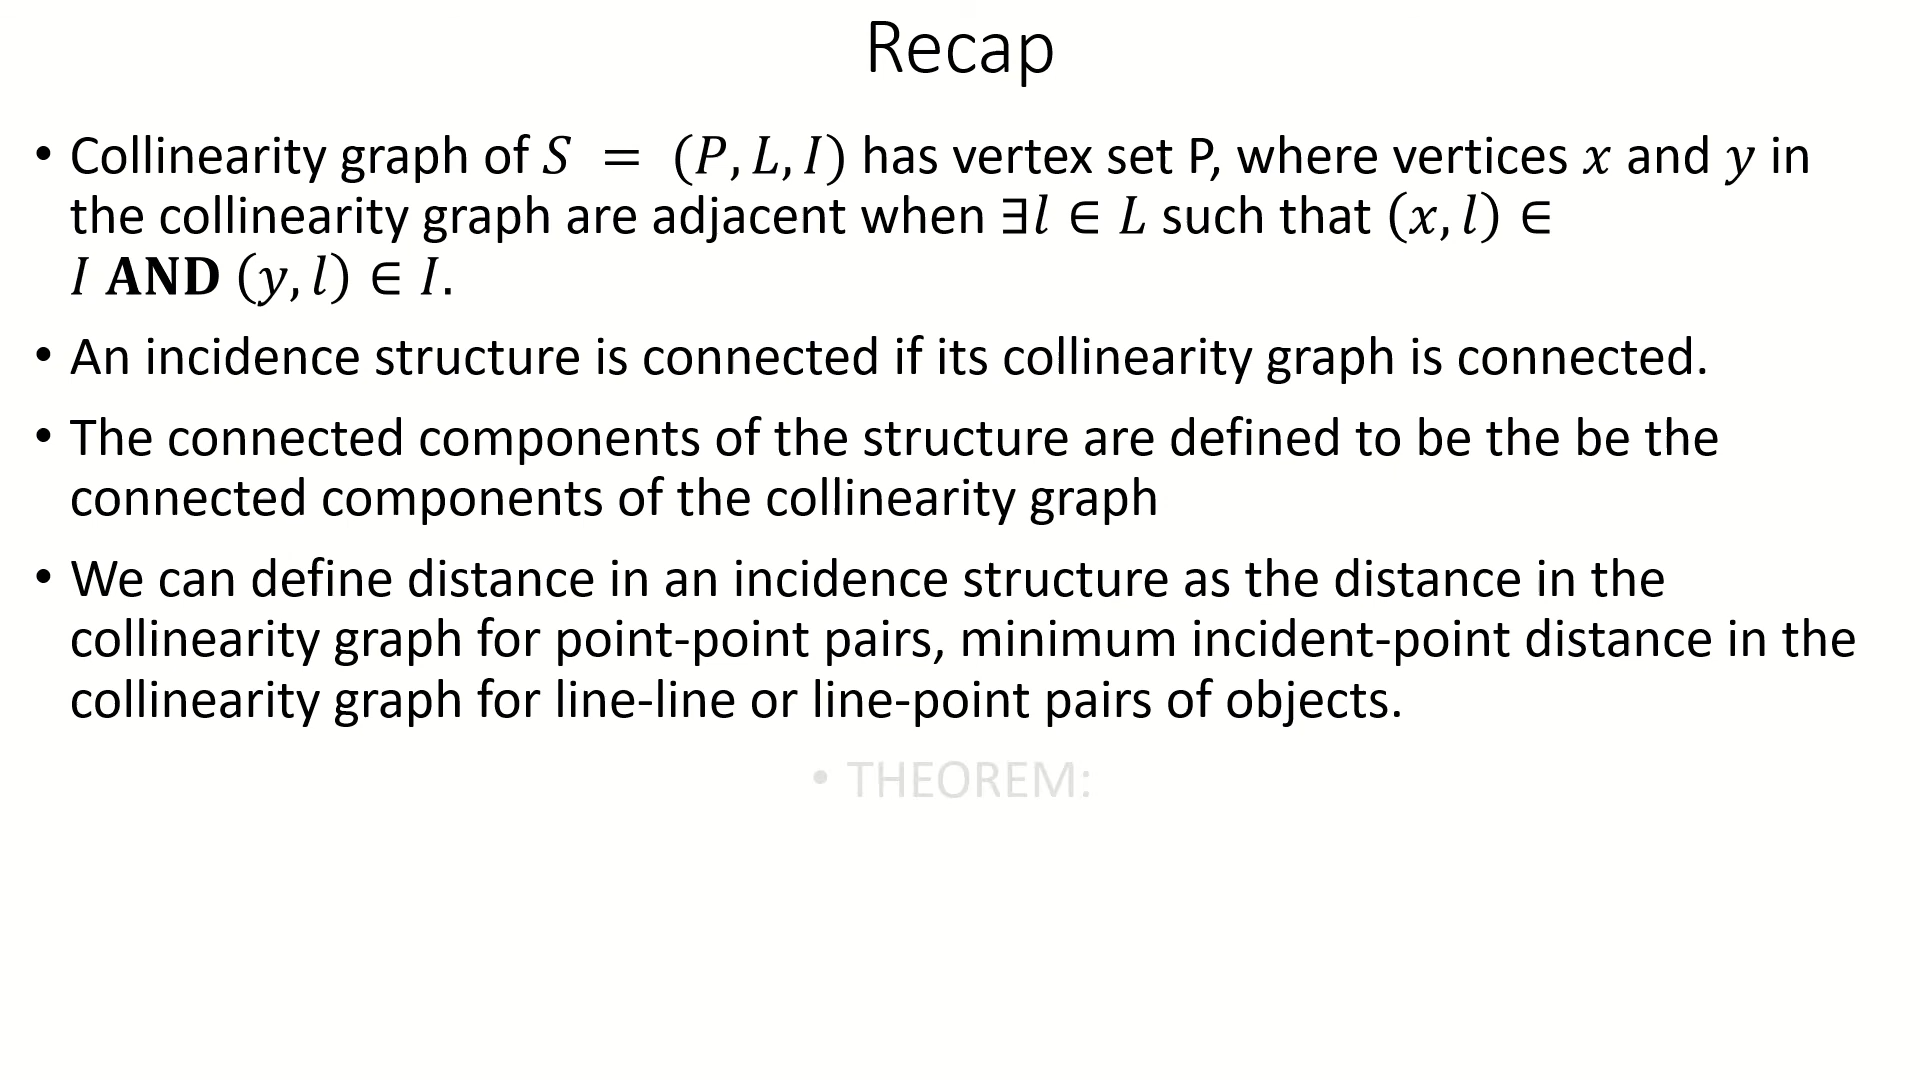 Recap
• Collinearity graph of 𝑆 = (𝑃, 𝐿, 𝐼) has vertex set P, where vertices 𝑥 and 𝑦 in
the collinearity graph are adjacent when ∃𝑙 ∈ 𝐿 such that (𝑥, 𝑙) ∈
𝐼 𝐀𝐍𝐃 (𝑦, 𝑙) ∈ 𝐼.
• An incidence structure is connected if its collinearity graph is connected.
• The connected components of the structure are defined to be the be the
connected components of the collinearity graph
• We can define distance in an incidence structure as the distance in the
collinearity graph for point-point pairs, minimum incident-point distance in the
collinearity graph for line-line or line-point pairs of objects.
• THEOREM: